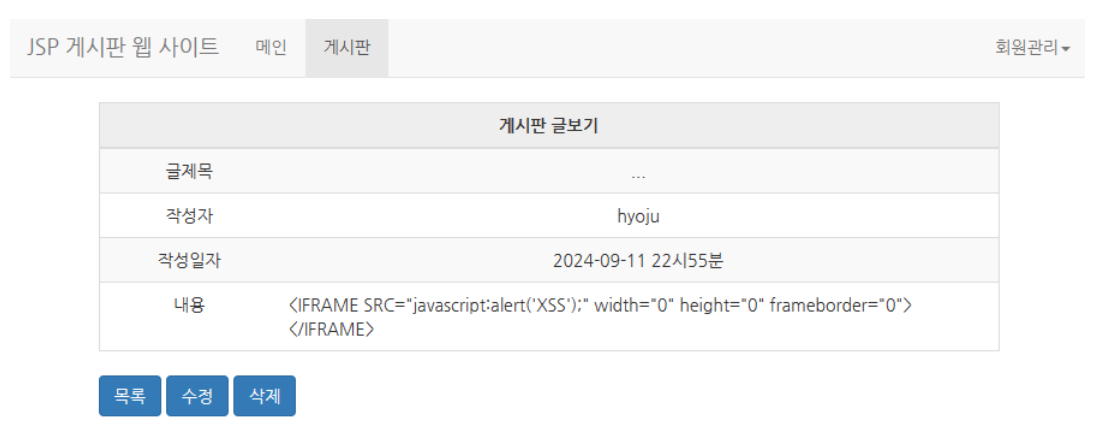 JSP 게시판 웹 사이트 메인 게시판 회원관리
게시판 글보기
글제목 ...
작성자 hyoju
작성일자 2024-09-11 22시55분
내용 <IFRAME SRC="javascript:alert('XSS');" width="0" height="0" frameborder="0">
</IFRAME>
목록 수정 삭제